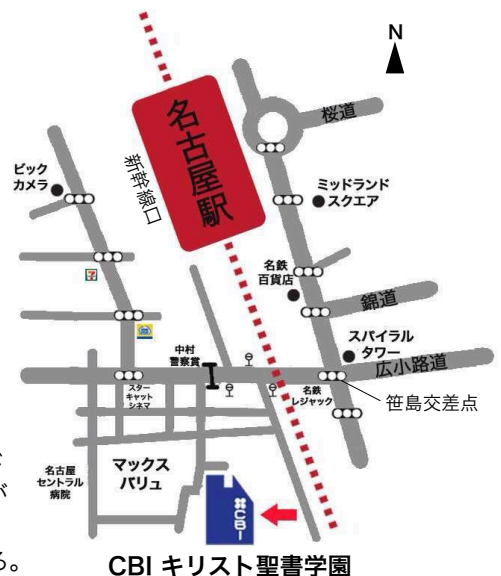 N
桜道
名古屋駅
新幹線口
ビック
カメラ
ミッドランド
スクエア
名鉄
百貨店
錦道
7
スパイラル
タワー
広小路道
中村
警察署
名鉄
レジャック
スター
キャット
シネマ
笹島交差点
名古屋
セントラル
病院
マックス
バリュ
CBI
が
る。
CBI キリスト聖書学園